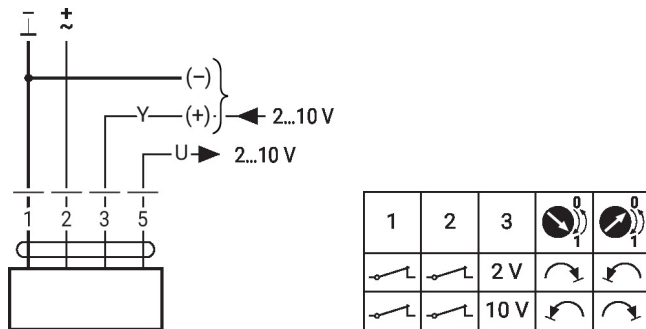 – +
⊥ ~
(–)
Y (+) 2...10 V
U 2...10 V
1 2 3 5
1 2 3 0 1 0 1
2 V
10 V